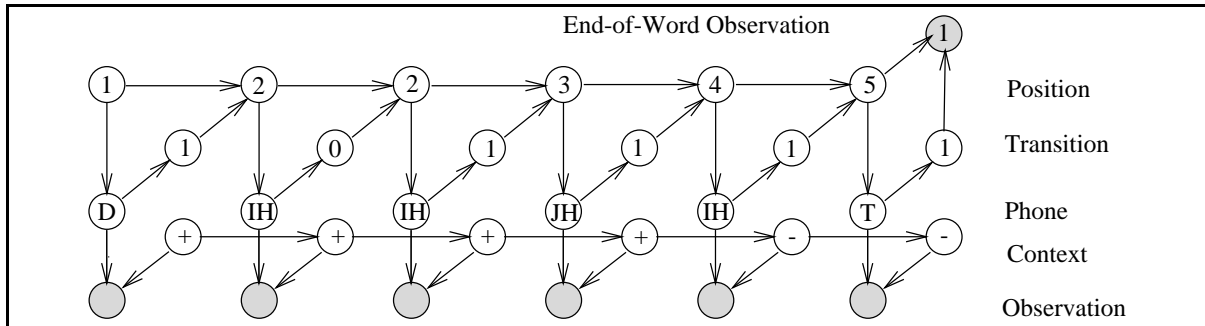 End-of-Word Observation 1
1 2 2 3 4 5 Position
1 0 1 1 1 1 Transition
D IH IH JH IH T Phone
+ + + + - - Context
Observation